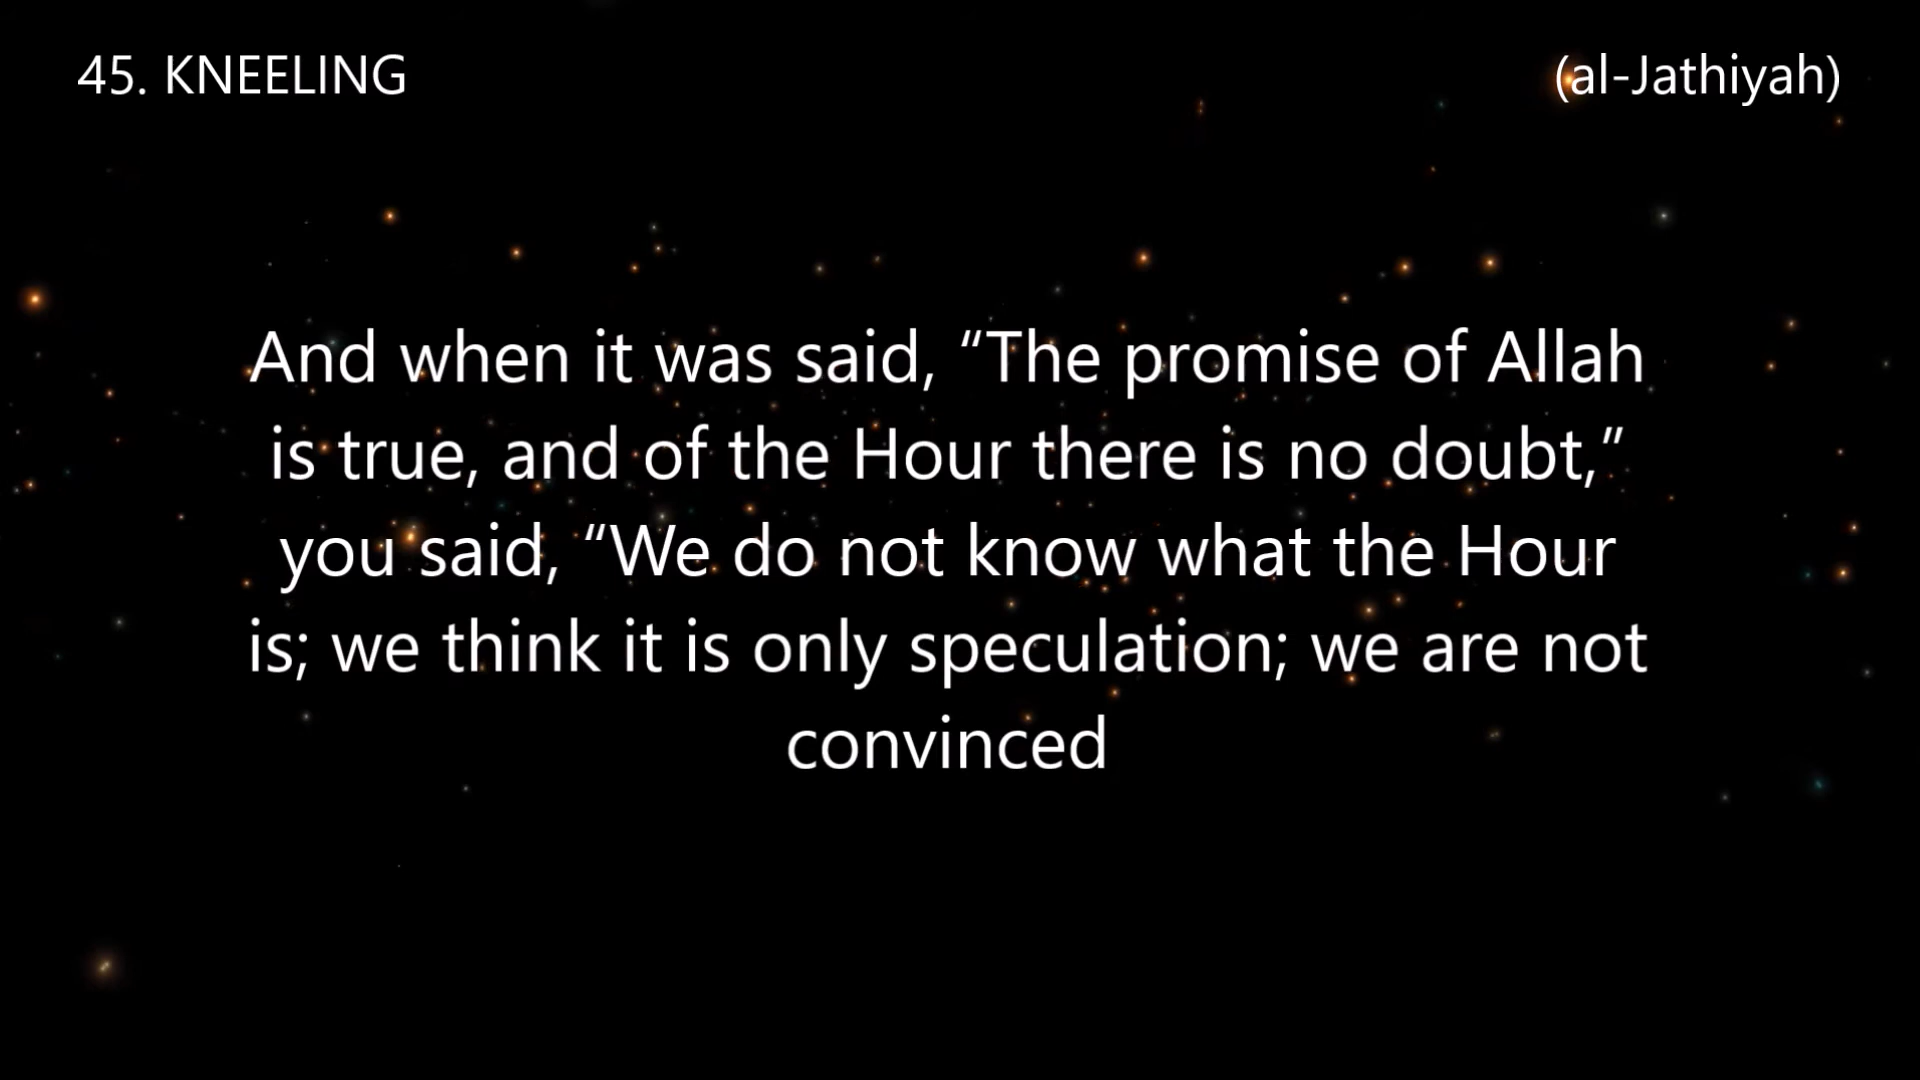 45. KNEELING
(al-Jathiyah)
And when it was said, “The promise of Allah
is true, and of the Hour there is no doubt,”
you said, “We do not know what the Hour
is; we think it is only speculation; we are not
convinced